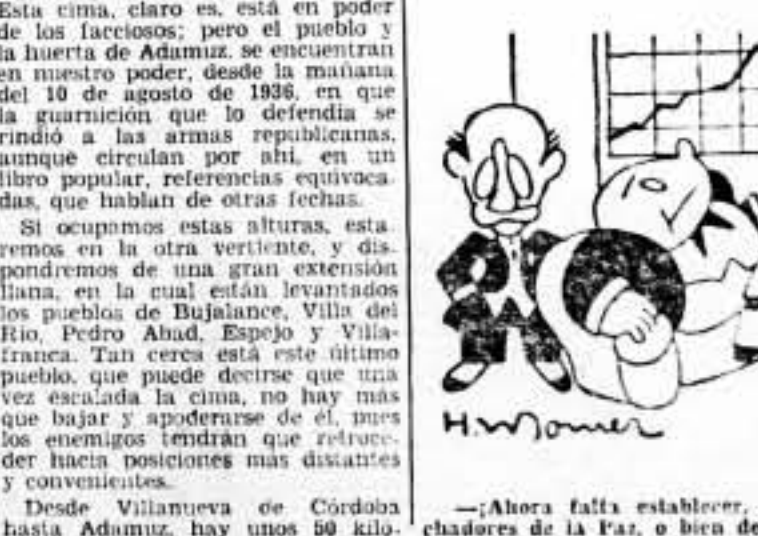 Esta cima, claro es, está en poder
de los facciosos; pero el pueblo y
la huerta de Adamuz. se encuentran
en nuestro poder, desde la mañana
del 10 de agosto de 1936, en que
la guarnición que lo defendia se
rindió a las armas republicanas,
aunque circulan por ahi, en un
libro popular, referencias equivoca-
das, que hablan de otras fechas.
Si ocupamos estas alturas, esta-
remos en la otra vertiente, y dis-
pondremos de una gran extensión
llana, en la cual están levantados
los pueblos de Bujalance, Villa del
Rio, Pedro Abad, Espejo y Villa-
franca. Tan cerca está este último
pueblo, que puede decirse que una
vez escalada la cima, no hay más
que bajar y apoderarse de él, pues
los enemigos tendrán que retroce-
der hacia posiciones más distantes
y convenientes.
Desde Villanueva de Córdoba
hasta Adamuz, hay unos 50 kiló-
—¡Ahora falta establecer,
chadores de la Paz, o bien de